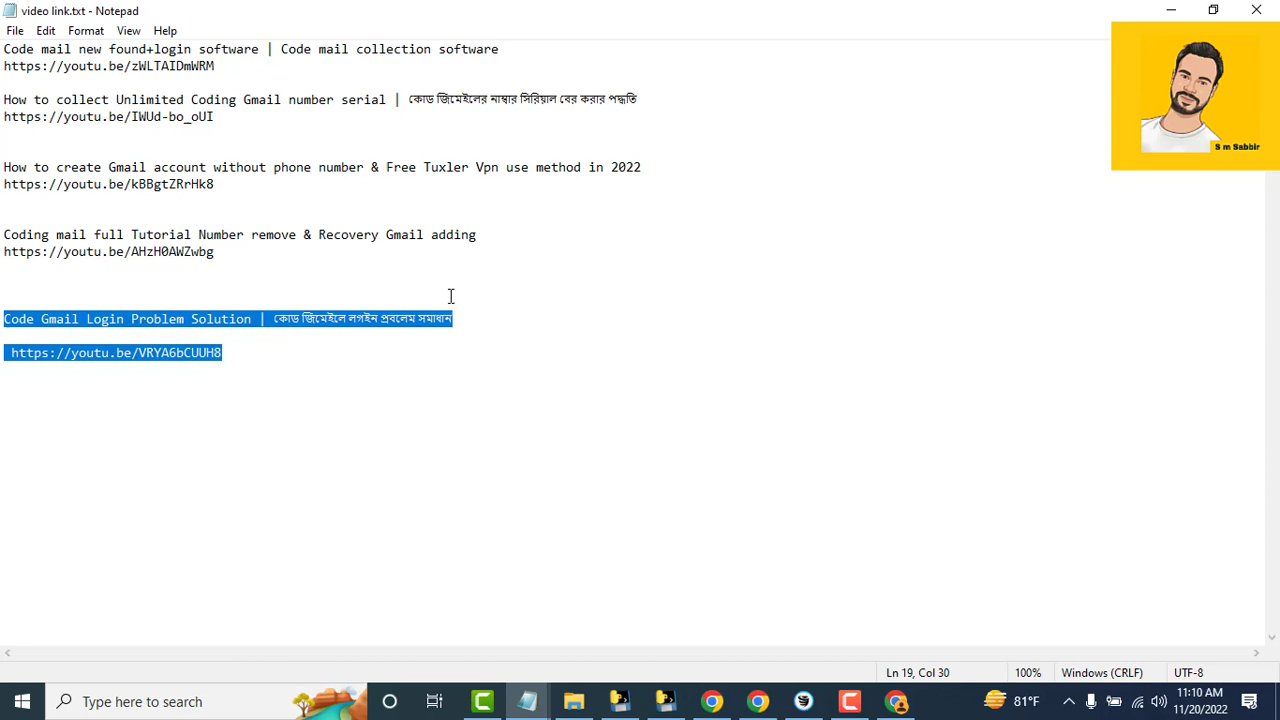 video link.txt - Notepad
File Edit Format View Help
Code mail new found+login software | Code mail collection software
https://youtu.be/zWLTAIDmWRM
How to collect Unlimited Coding Gmail number serial | কোড জিমেইলের নাম্বার সিরিয়াল বের করার পদ্ধতি
https://youtu.be/IWUd-bo_oUI
How to create Gmail account without phone number & Free Tuxler Vpn use method in 2022
https://youtu.be/kBBgtZRrHk8
Coding mail full Tutorial Number remove & Recovery Gmail adding
https://youtu.be/AHzH0AWZwbg
Code Gmail Login Problem Solution | কোড জিমেইলে লগইন প্রবলেম সমাধান
https://youtu.be/VRYA6bCUUH8
S m Sabbir
Ln 19, Col 30 100% Windows (CRLF) UTF-8
Type here to search
81°F
11:10 AM
11/20/2022